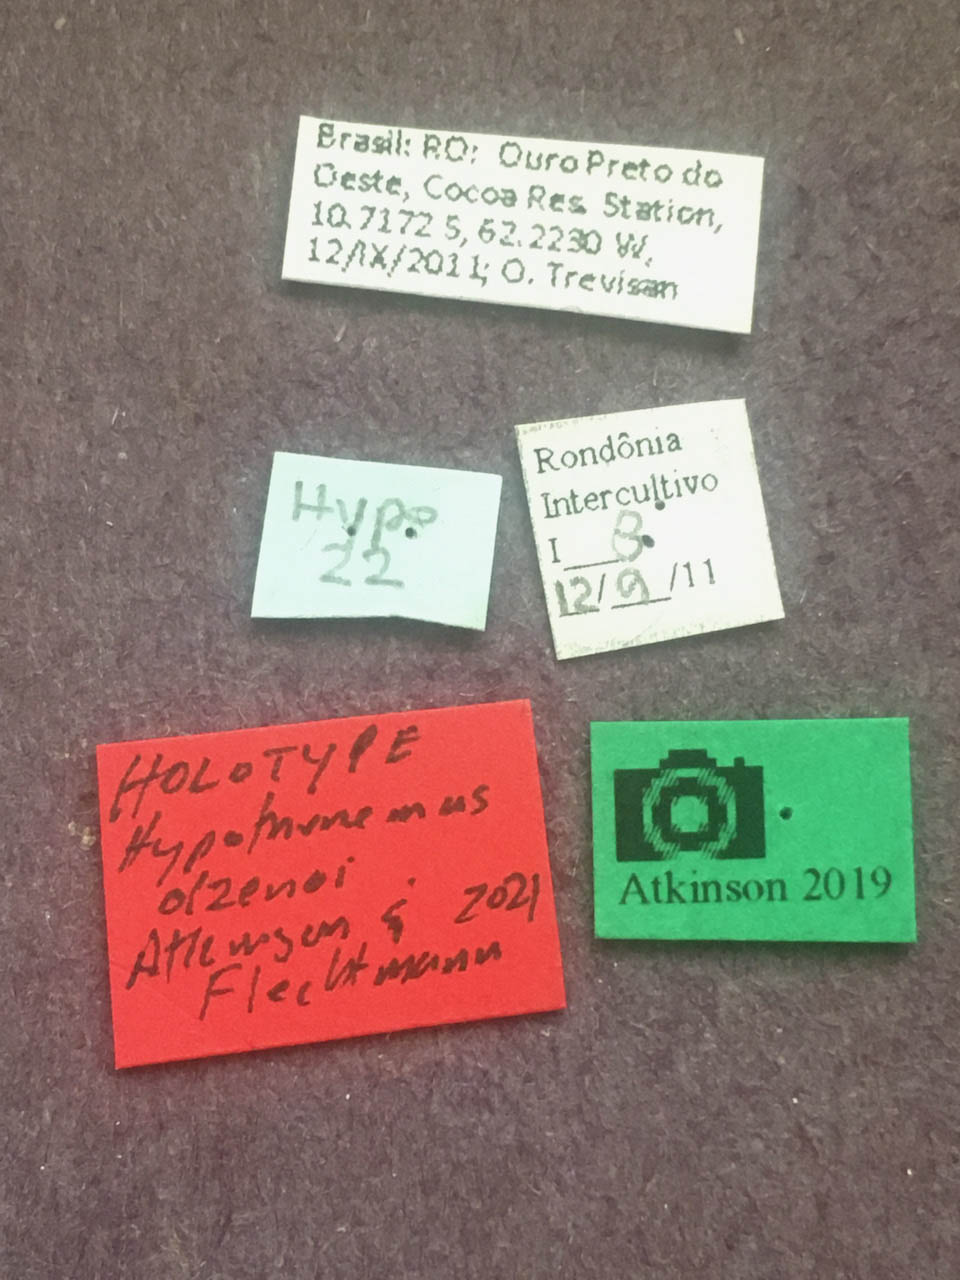 Brasil: RO: Ouro Preto do
Oeste, Cocoa Res. Station,
10.7172 S, 62.2230 W,
12/IX/2011; O. Trevisan
Hypo
22
Rondônia
Intercultivo
I 8
12/9/11
HOLOTYPE
Hypothenemus
Atkinson & 2021
Flechtmann
Atkinson 2019